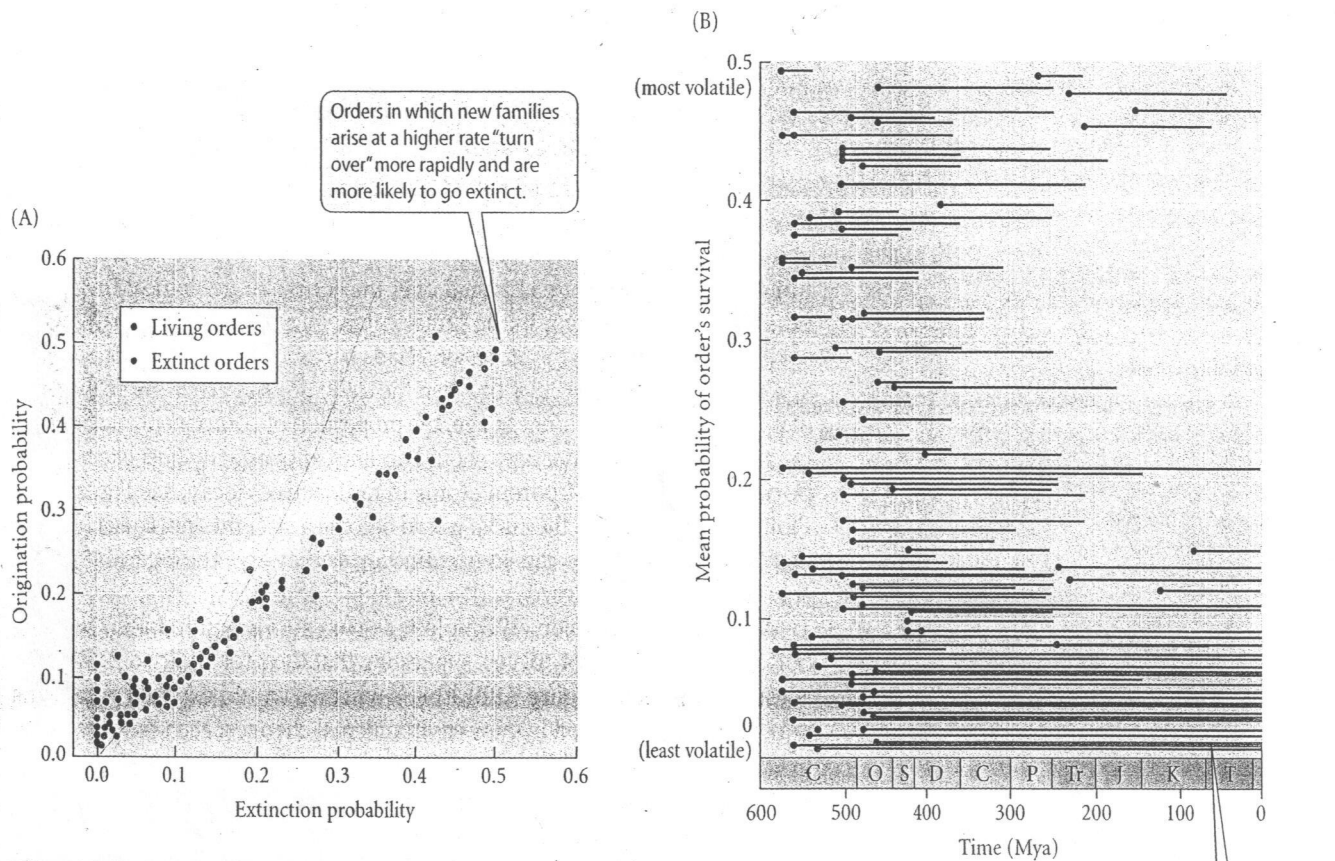 (A)
Orders in which new families
arise at a higher rate "turn
over" more rapidly and are
more likely to go extinct.
Living orders
Extinct orders
Origination probability
0.6
0.5
0.4
0.3
0.2
0.1
0.0
0.0 0.1 0.2 0.3 0.4 0.5 0.6
Extinction probability
(B)
Mean probability of order's survival
0.5
(most volatile)
0.4
0.3
0.2
0.1
0
(least volatile)
C O S D C P Tr J K T
600 500 400 300 200 100 0
Time (Mya)